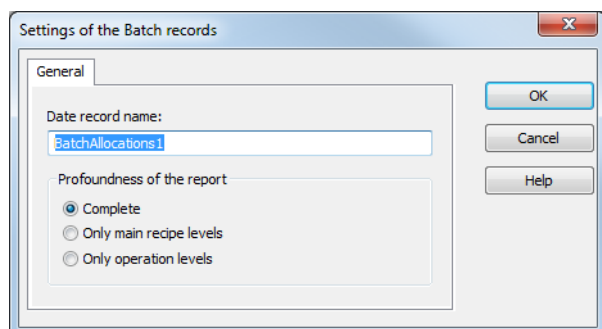 Settings of the Batch records
General
Date record name:
BatchAllocations1
Profoundness of the report
Complete
Only main recipe levels
Only operation levels
OK
Cancel
Help